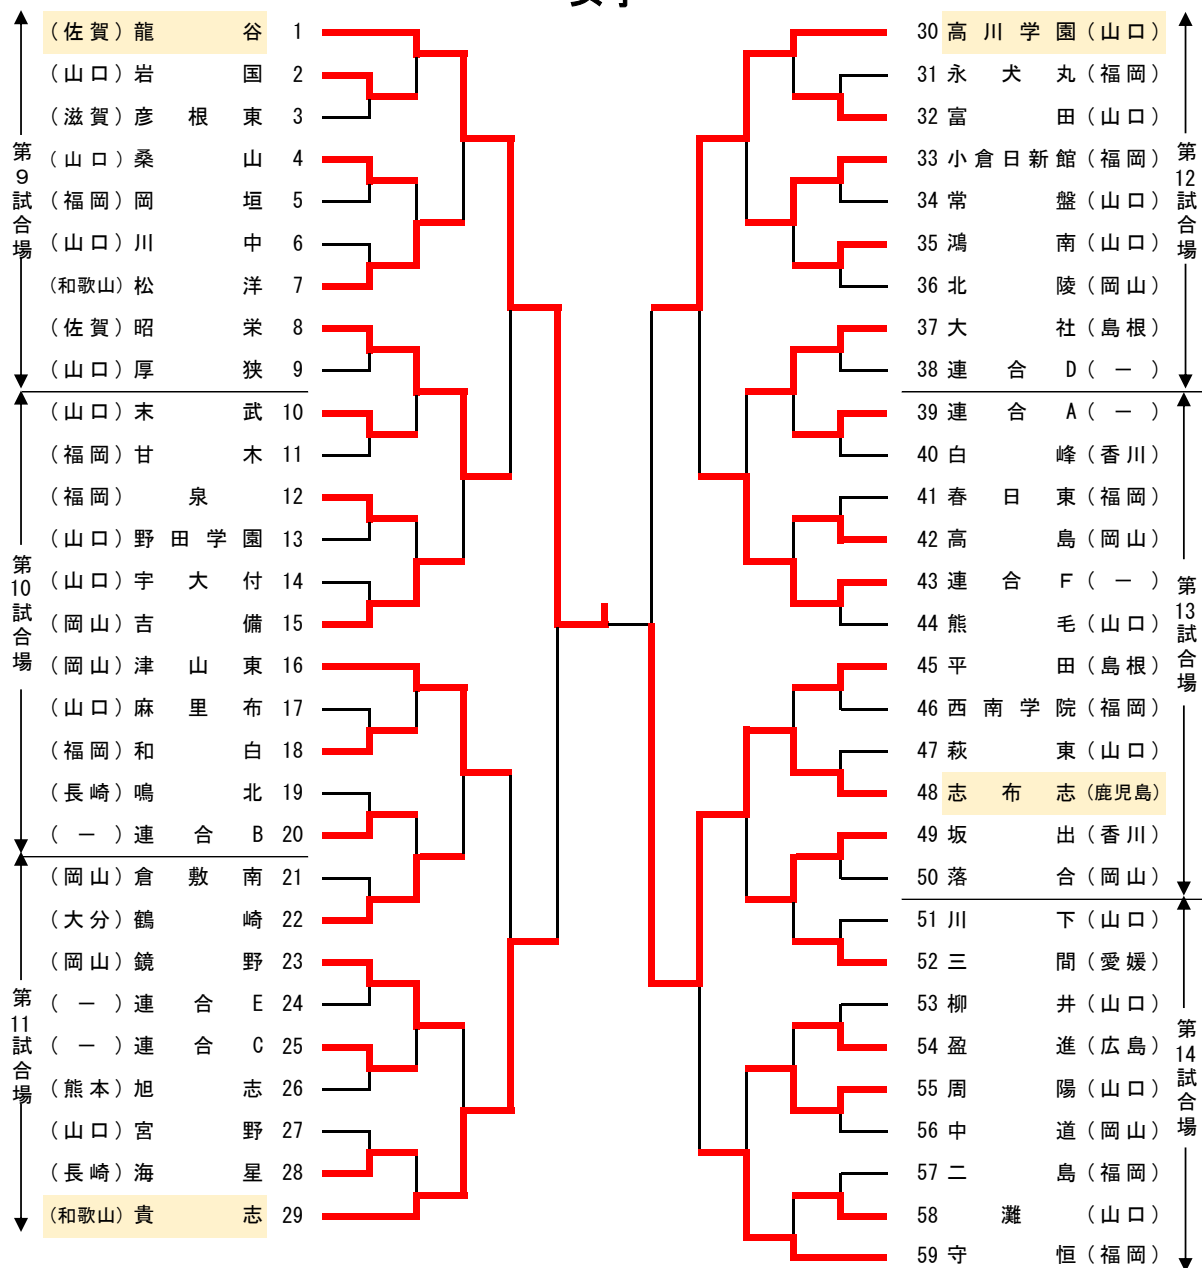 (佐賀) 龍谷 1
(山口) 岩国 2
(滋賀) 彦根東 3
(山口) 桑山 4
(福岡) 岡垣 5
(山口) 川中 6
(和歌山) 松洋 7
(佐賀) 昭栄 8
(山口) 厚狭 9
(山口) 末武 10
(福岡) 甘木 11
(福岡) 泉 12
(山口) 野田学園 13
(山口) 宇大付 14
(岡山) 吉備 15
(岡山) 津山東 16
(山口) 麻里布 17
(福岡) 和白 18
(長崎) 鳴北 19
(－) 連合B 20
(岡山) 倉敷南 21
(大分) 鶴崎 22
(岡山) 鏡野 23
(－) 連合E 24
(－) 連合C 25
(熊本) 旭志 26
(山口) 宮野 27
(長崎) 海星 28
(和歌山) 貴志 29
第9試合場
第10試合場
第11試合場
30 高川学園 (山口)
31 永犬丸 (福岡)
32 富田 (山口)
33 小倉日新館 (福岡)
34 常盤 (山口)
35 鴻南 (山口)
36 北陵 (岡山)
37 大社 (島根)
38 連合D (－)
39 連合A (－)
40 白峰 (香川)
41 春日東 (福岡)
42 高島 (岡山)
43 連合F (－)
44 熊毛 (山口)
45 平田 (島根)
46 西南学院 (福岡)
47 萩東 (山口)
48 志布志 (鹿児島)
49 坂出 (香川)
50 落合 (岡山)
51 川下 (山口)
52 三間 (愛媛)
53 柳井 (山口)
54 盈進 (広島)
55 周陽 (山口)
56 中道 (岡山)
57 二島 (福岡)
58 灘 (山口)
59 守恒 (福岡)
第12試合場
第13試合場
第14試合場